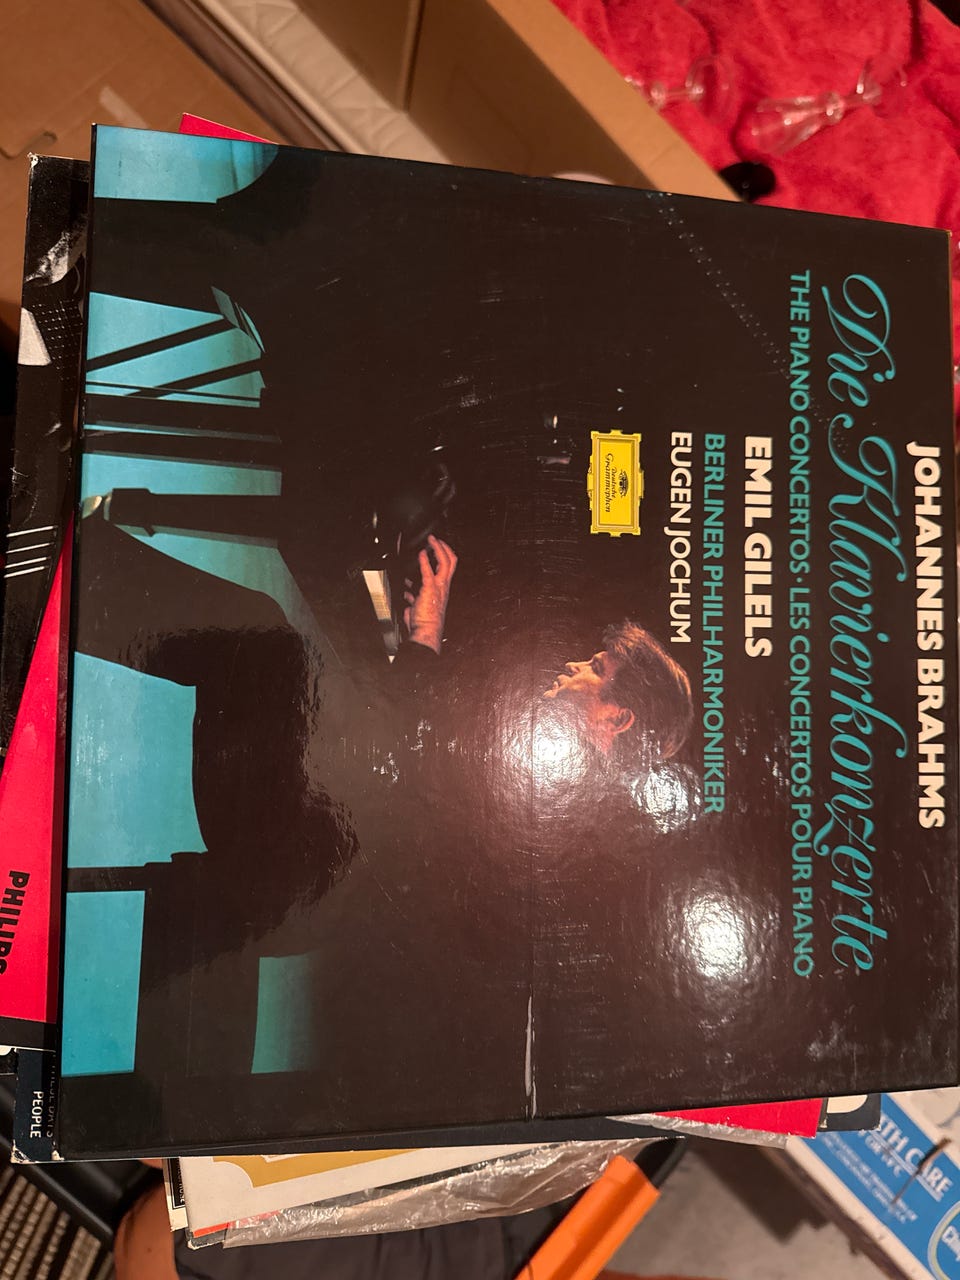 JOHANNES BRAHMS
Die Klavierkonzerte
THE PIANO CONCERTOS · LES CONCERTOS POUR PIANO
EMIL GILELS
BERLINER PHILHARMONIKER
EUGEN JOCHUM
Deutsche
Grammophon
PHILIPS
PEOPLE
CARE